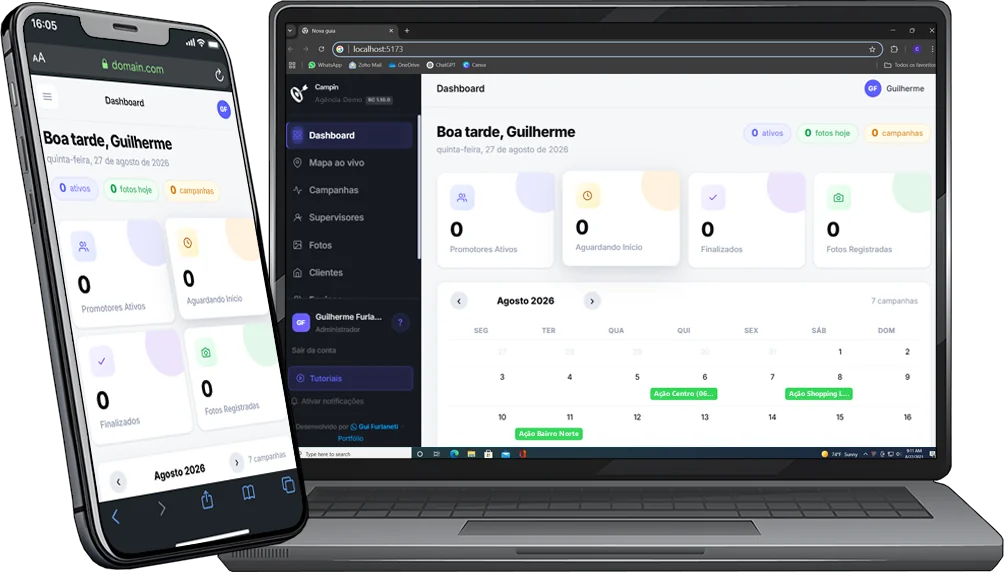 16:05
AA
domain.com
Dashboard
GF
Boa tarde, Guilherme
quinta-feira, 27 de agosto de 2026
0 ativos
0 fotos hoje
0 campanhas
0
Promotores Ativos
0
Aguardando Início
0
Finalizados
0
Fotos Registradas
Agosto 2026
7 campanhas
Nova guia
localhost:5173
C
WhatsApp
Zoho Mail
OneDrive
ChatGPT
Canva
Todos os favoritos
Campin
Agência Demo
Dashboard
Mapa ao vivo
Campanhas
Supervisores
Fotos
Clientes
GF
Guilherme Furla...
Administrador
?
Sair da conta
Tutoriais
Ativar notificações
Desenvolvido por Gui Furlaneti
Portfólio
Dashboard
GF Guilherme
Boa tarde, Guilherme
quinta-feira, 27 de agosto de 2026
0 ativos
0 fotos hoje
0 campanhas
0
Promotores Ativos
0
Aguardando Início
0
Finalizados
0
Fotos Registradas
Agosto 2026
7 campanhas
SEG TER QUA QUI SEX SÁB DOM
27 28 29 30 31 1 2
3 4 5 6 7 8 9
Ação Centro (06... Ação Shopping L...
10 11 12 13 14 15 16
Ação Bairro Norte
Type here to search
74°F Sunny
9:11 AM